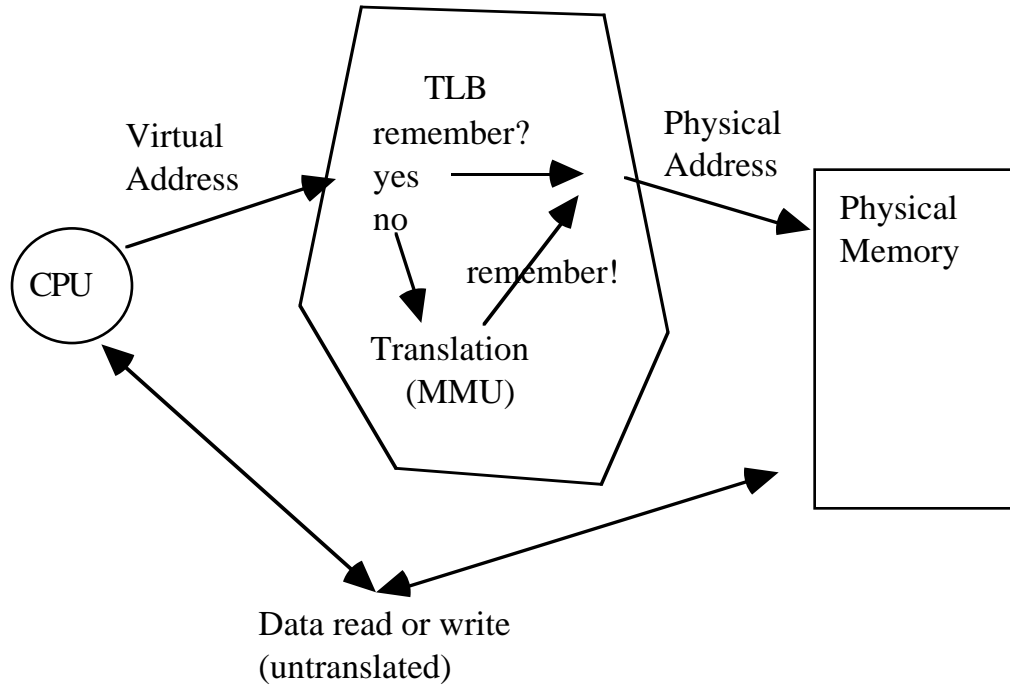 TLB
remember?
yes
no
remember!
Translation
(MMU)
Virtual
Address
Physical
Address
Physical
Memory
CPU
Data read or write
(untranslated)